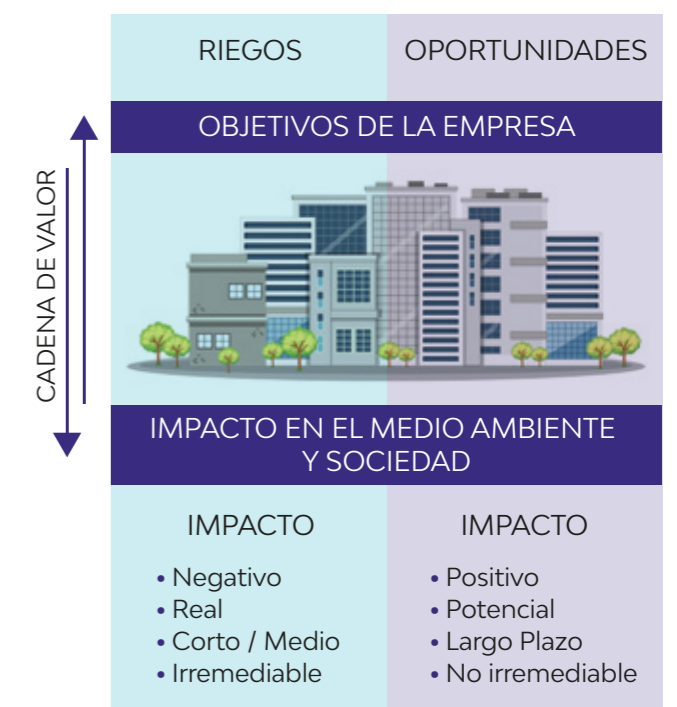 RIEGOS
OPORTUNIDADES
OBJETIVOS DE LA EMPRESA
CADENA DE VALOR
IMPACTO EN EL MEDIO AMBIENTE
Y SOCIEDAD
IMPACTO
• Negativo
• Real
• Corto / Medio
• Irremediable
IMPACTO
• Positivo
• Potencial
• Largo Plazo
• No irremediable